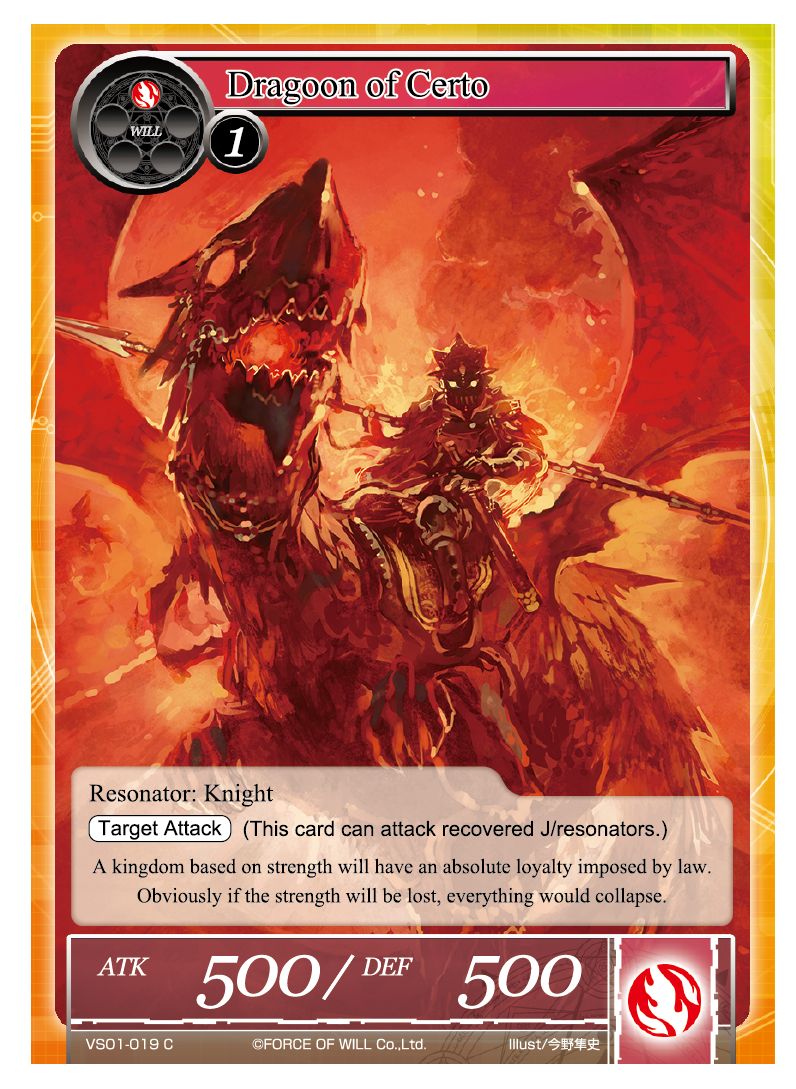 Dragoon of Certo
WILL
1
Resonator: Knight
Target Attack (This card can attack recovered J/resonators.)
A kingdom based on strength will have an absolute loyalty imposed by law.
Obviously if the strength will be lost, everything would collapse.
ATK 500 / DEF 500
VS01-019 C ©FORCE OF WILL Co.,Ltd. Illust/今野隼史